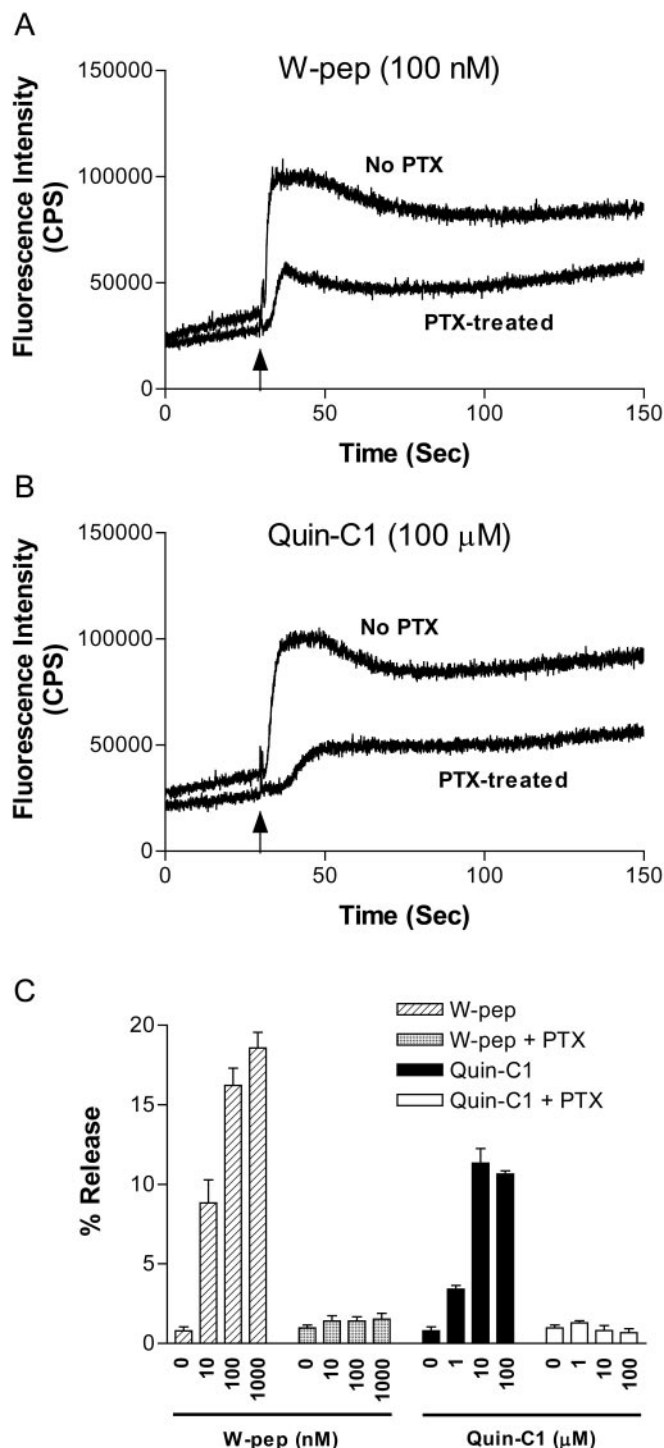 A
W-pep (100 nM)
150000
100000
50000
0
Fluorescence Intensity
(CPS)
No PTX
PTX-treated
0
50
100
150
Time (Sec)
B
Quin-C1 (100 μM)
150000
100000
50000
0
Fluorescence Intensity
(CPS)
No PTX
PTX-treated
0
50
100
150
Time (Sec)
C
W-pep
W-pep + PTX
Quin-C1
Quin-C1 + PTX
20
15
10
5
0
% Release
0 10 100 1000 0 10 100 1000 0 1 10 100 0 1 10 100
W-pep (nM) Quin-C1 (μM)